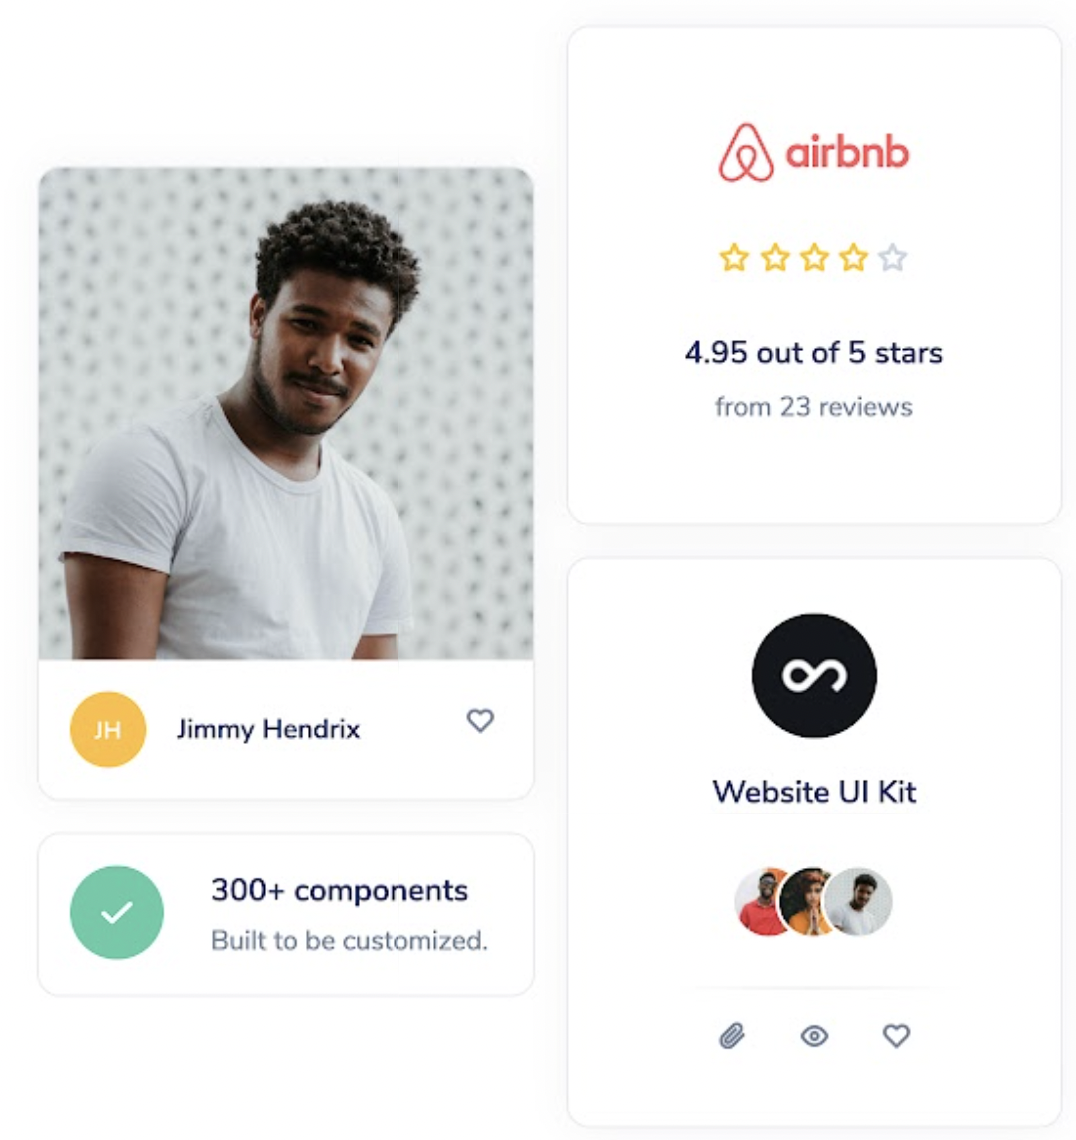 airbnb
4.95 out of 5 stars
from 23 reviews
JH
Jimmy Hendrix
300+ components
Built to be customized.
Website UI Kit